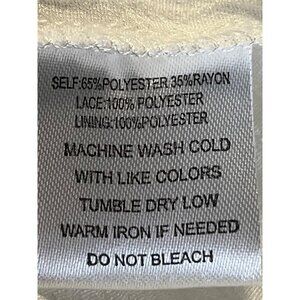 SELF:65%POLYESTER 35%RAYON
LACE:100% POLYESTER
LINING:100%POLYESTER
MACHINE WASH COLD
WITH LIKE COLORS
TUMBLE DRY LOW
WARM IRON IF NEEDED
DO NOT BLEACH